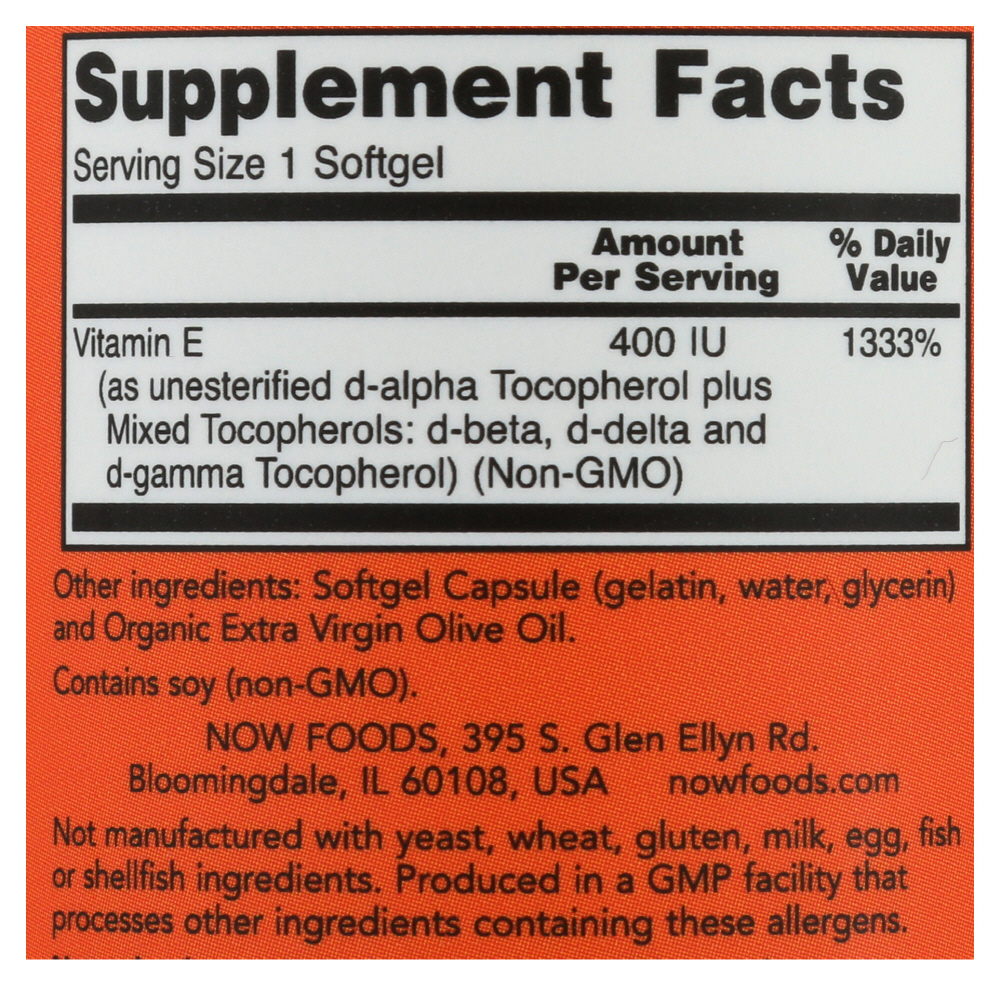 Supplement Facts
Serving Size 1 Softgel
Amount Per Serving
% Daily Value
Vitamin E 400 IU 1333%
(as unesterified d-alpha Tocopherol plus
Mixed Tocopherols: d-beta, d-delta and
d-gamma Tocopherol) (Non-GMO)
Other ingredients: Softgel Capsule (gelatin, water, glycerin)
and Organic Extra Virgin Olive Oil.
Contains soy (non-GMO).
NOW FOODS, 395 S. Glen Ellyn Rd.
Bloomingdale, IL 60108, USA nowfoods.com
Not manufactured with yeast, wheat, gluten, milk, egg, fish
or shellfish ingredients. Produced in a GMP facility that
processes other ingredients containing these allergens.